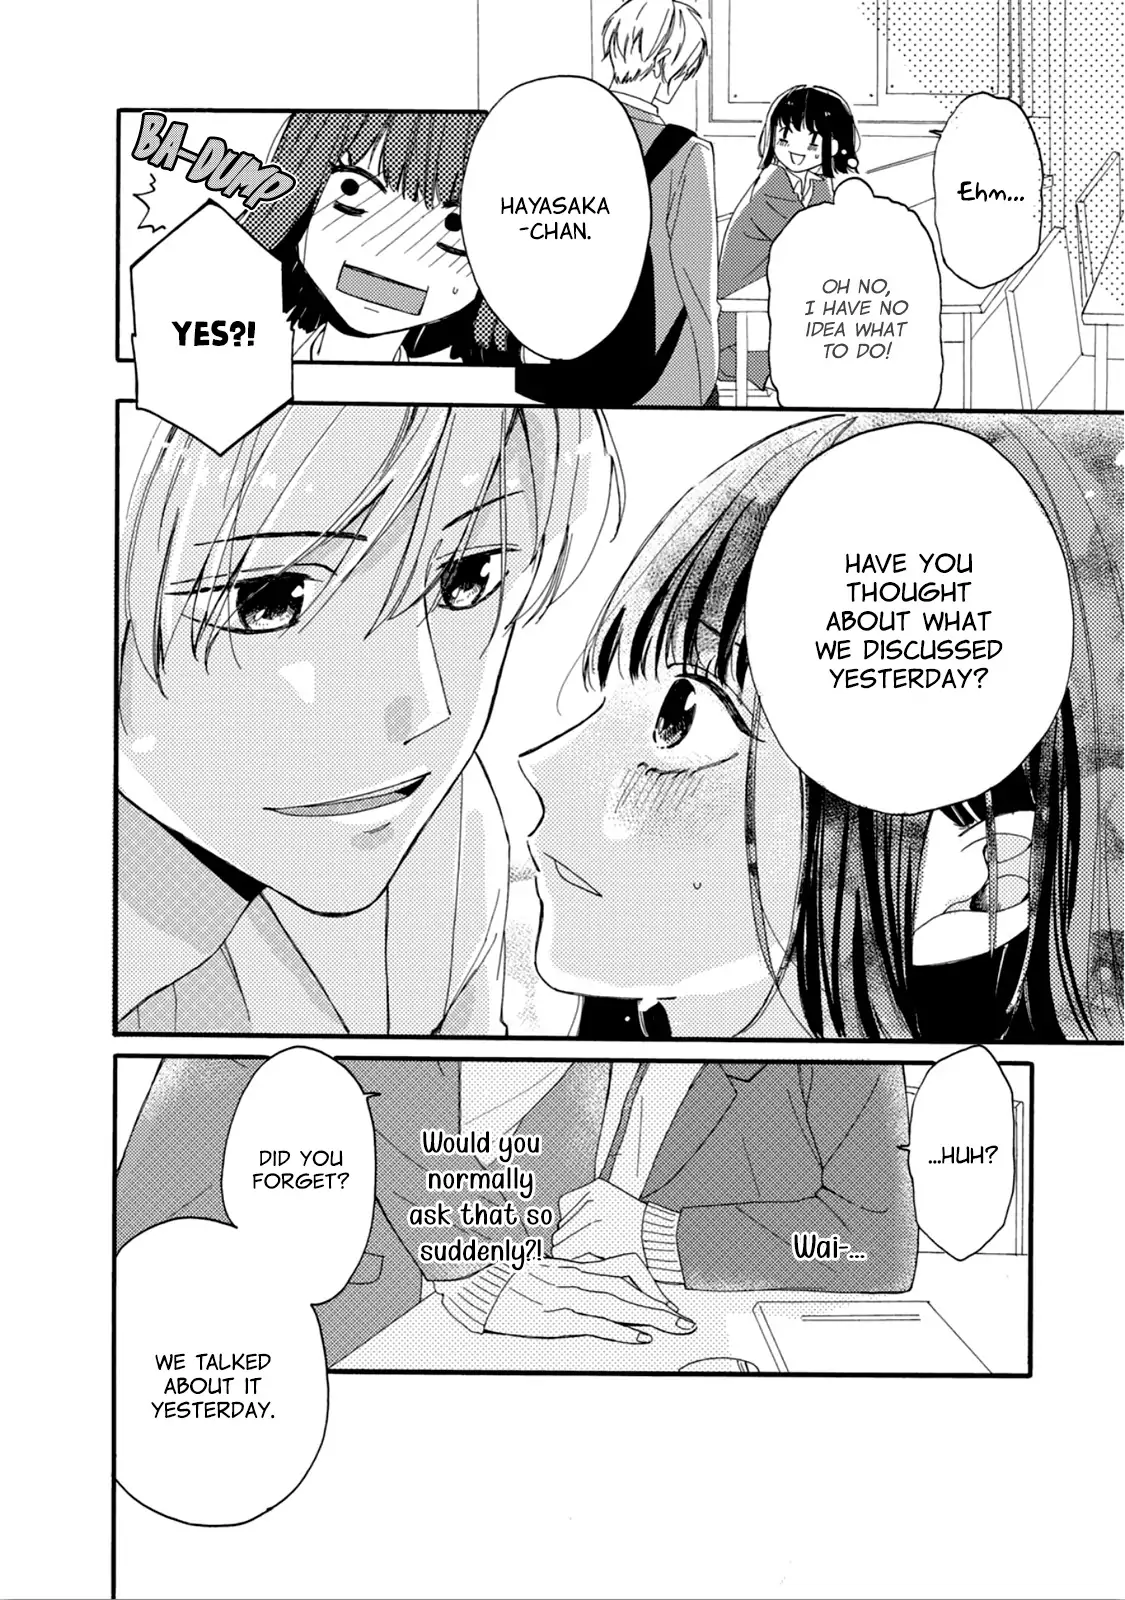 Ehm...
OH NO,
I HAVE NO
IDEA WHAT
TO DO!
HAYASAKA
-CHAN.
BA-DUMP
YES?!
HAVE YOU
THOUGHT
ABOUT WHAT
WE DISCUSSED
YESTERDAY?
...HUH?
Wai-...
Would you
normally
ask that so
suddenly?!
DID YOU
FORGET?
WE TALKED
ABOUT IT
YESTERDAY.